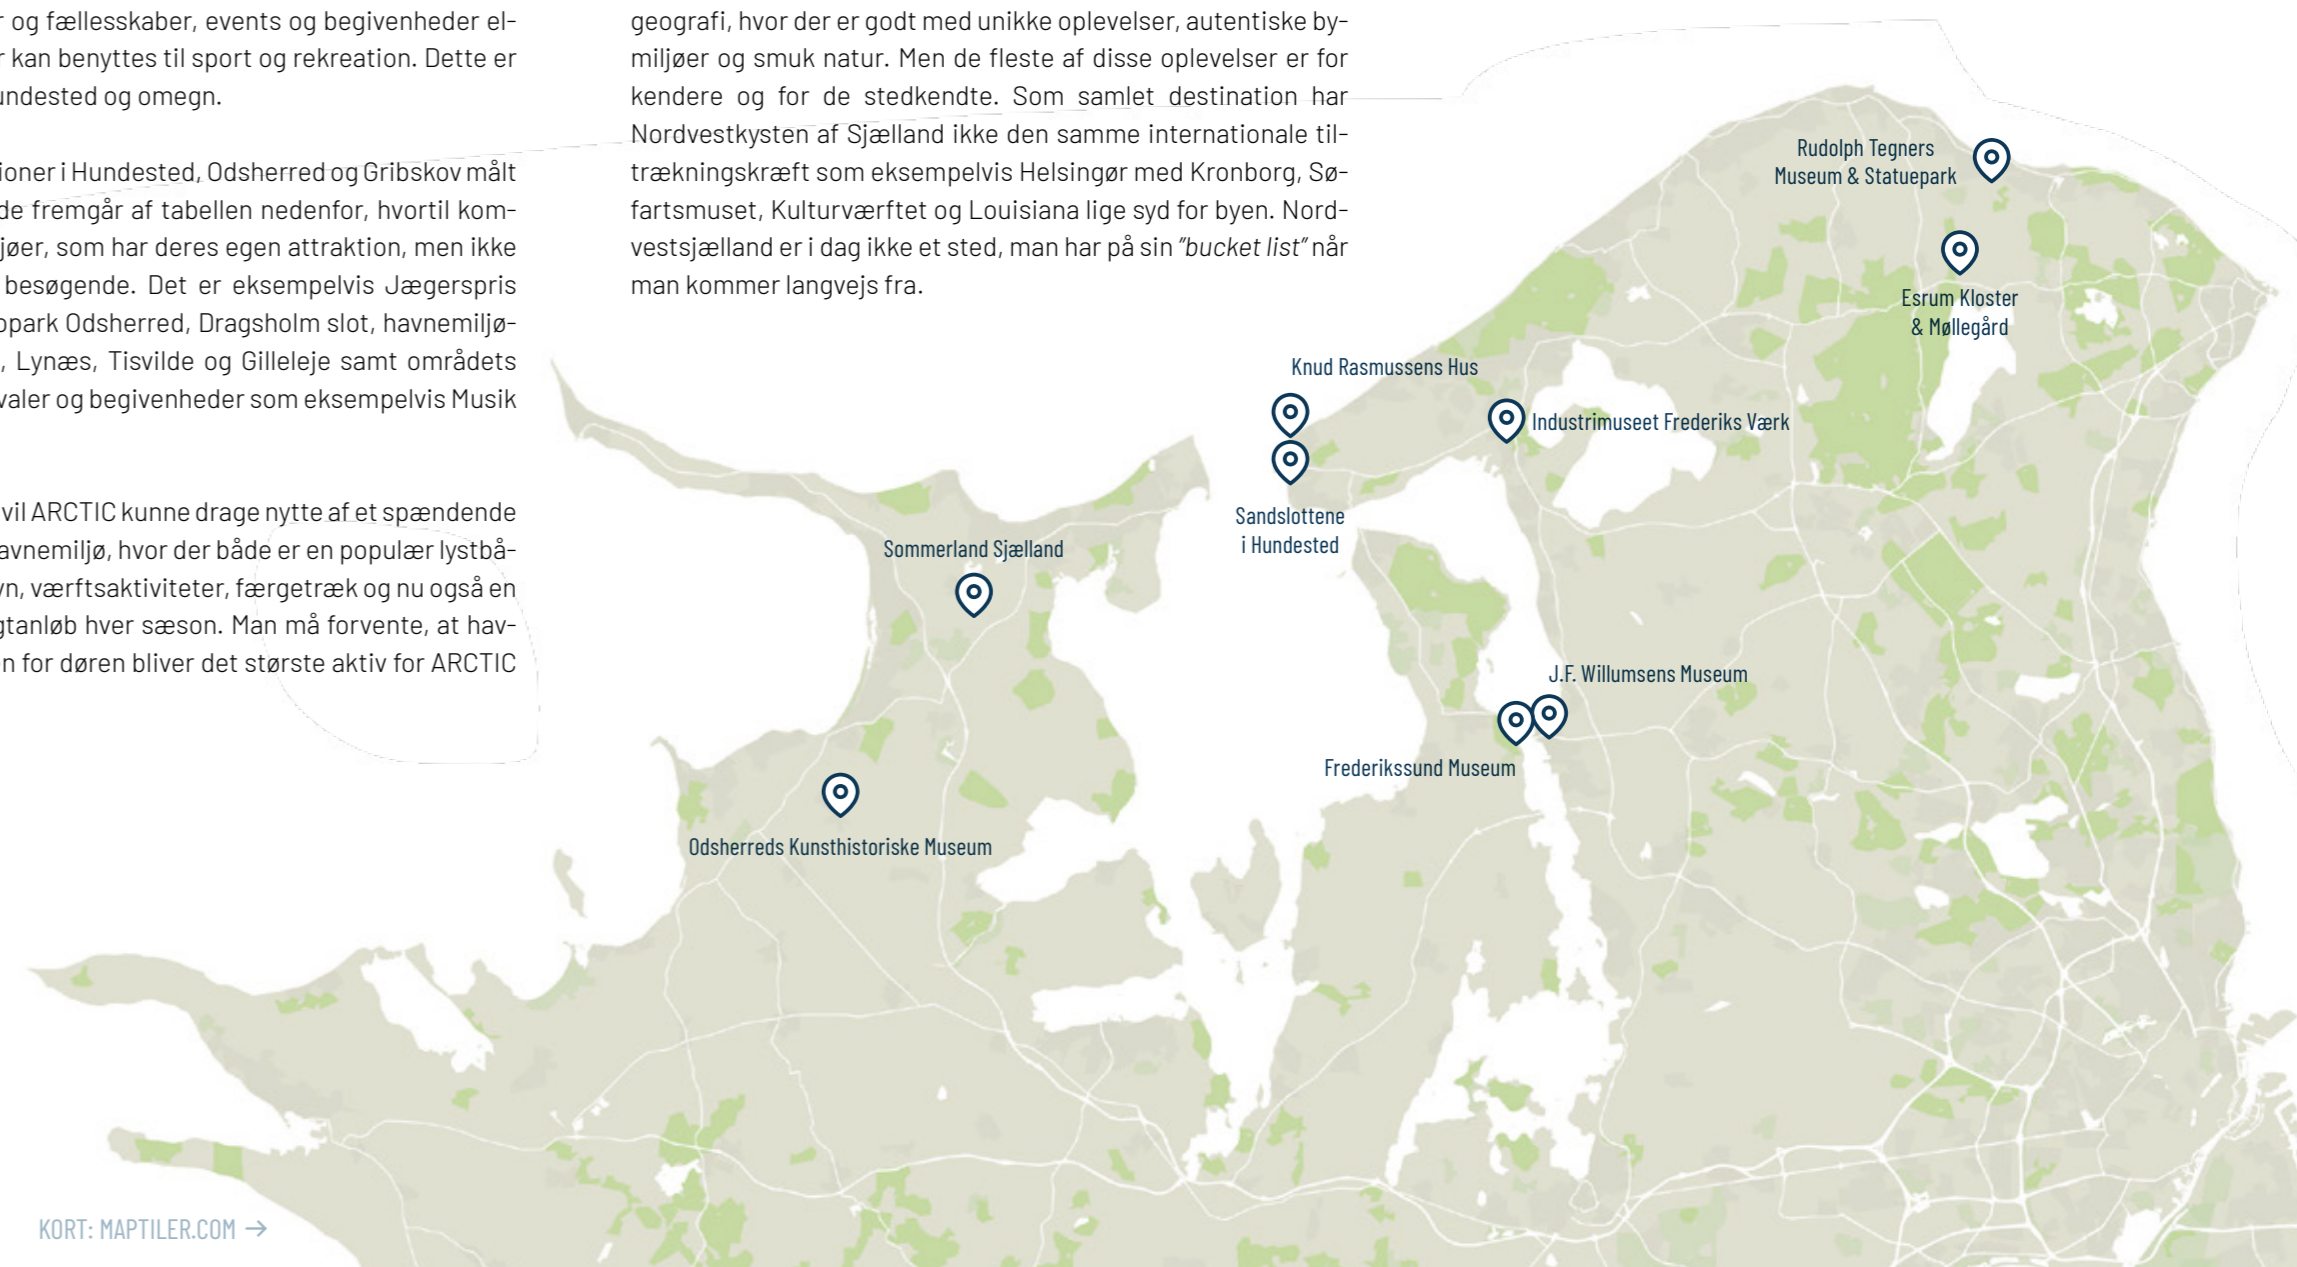 r og fællesskaber, events og begivenheder el-
r kan benyttes til sport og rekreation. Dette er
undested og omegn.
ioner i Hundested, Odsherred og Gribskov målt
de fremgår af tabellen nedenfor, hvortil kom-
jøer, som har deres egen attraktion, men ikke
besøgende. Det er eksempelvis Jægerspris
opark Odsherred, Dragsholm slot, havnemiljø-
, Lynæs, Tisvilde og Gilleleje samt områdets
valer og begivenheder som eksempelvis Musik
vil ARCTIC kunne drage nytte af et spændende
avnemiljø, hvor der både er en populær lystbå-
vn, værftsaktiviteter, færgetræk og nu også en
gtanløb hver sæson. Man må forvente, at hav-
n for døren bliver det største aktiv for ARCTIC
geografi, hvor der er godt med unikke oplevelser, autentiske by-
miljøer og smuk natur. Men de fleste af disse oplevelser er for
kendere og for de stedkendte. Som samlet destination har
Nordvestkysten af Sjælland ikke den samme internationale til-
trækningskræft som eksempelvis Helsingør med Kronborg, Sø-
fartsmuset, Kulturværftet og Louisiana lige syd for byen. Nord-
vestsjælland er i dag ikke et sted, man har på sin "bucket list" når
man kommer langvejs fra.
Rudolph Tegners
Museum & Statuepark
Esrum Kloster
& Møllegård
Knud Rasmussens Hus
Industrimuseet Frederiks Værk
Sandslottene
i Hundested
Sommerland Sjælland
J.F. Willumsens Museum
Frederikssund Museum
Odsherreds Kunsthistoriske Museum
KORT: MAPTILER.COM →